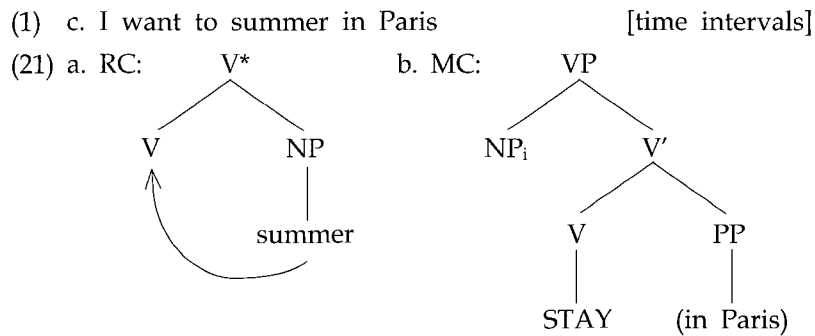 (1) c. I want to summer in Paris [time intervals]
(21) a. RC: V* b. MC: VP
V NP NPi V′
summer V PP
STAY (in Paris)